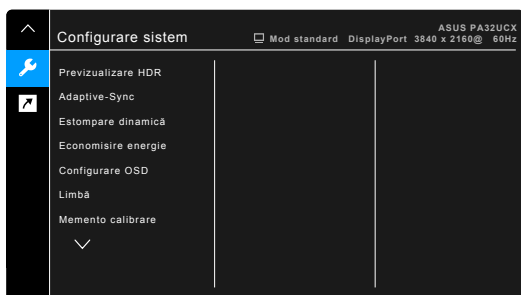 ASUS PA32UCX
Configurare sistem
Mod standard DisplayPort 3840 x 2160@ 60Hz
Previzualizare HDR
Adaptive-Sync
Estompare dinamică
Economisire energie
Configurare OSD
Limbă
Memento calibrare